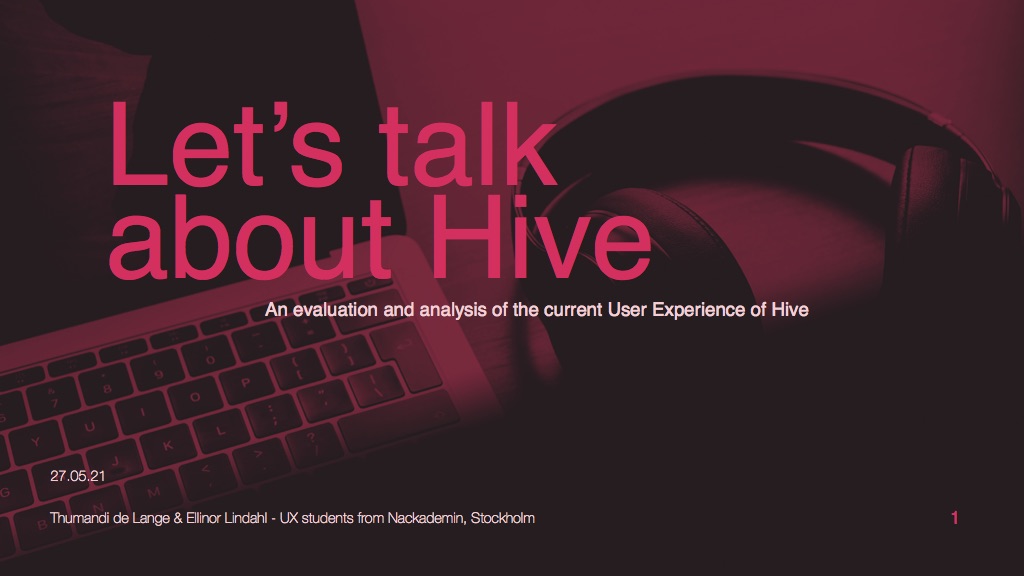 Let’s talk
about Hive
An evaluation and analysis of the current User Experience of Hive
27.05.21
Thumandi de Lange & Ellinor Lindahl - UX students from Nackademin, Stockholm
1